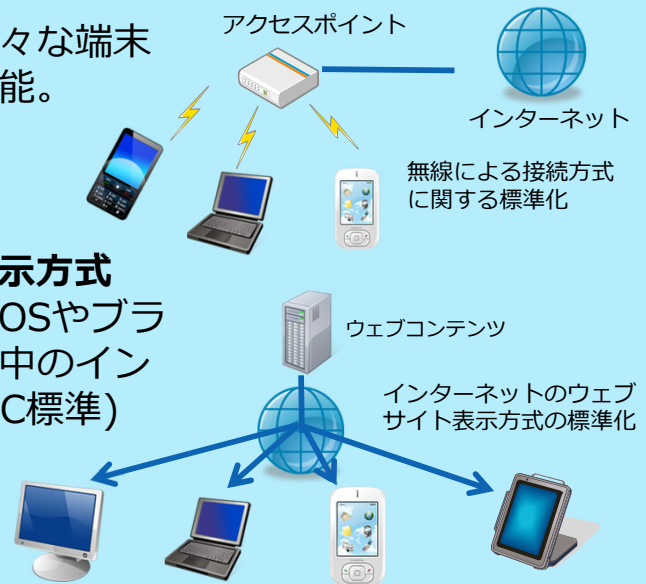 々な端末
能。
アクセスポイント
インターネット
無線による接続方式
に関する標準化
示方式
OSやブラ
中のイン
C標準)
ウェブコンテンツ
インターネットのウェブ
サイト表示方式の標準化